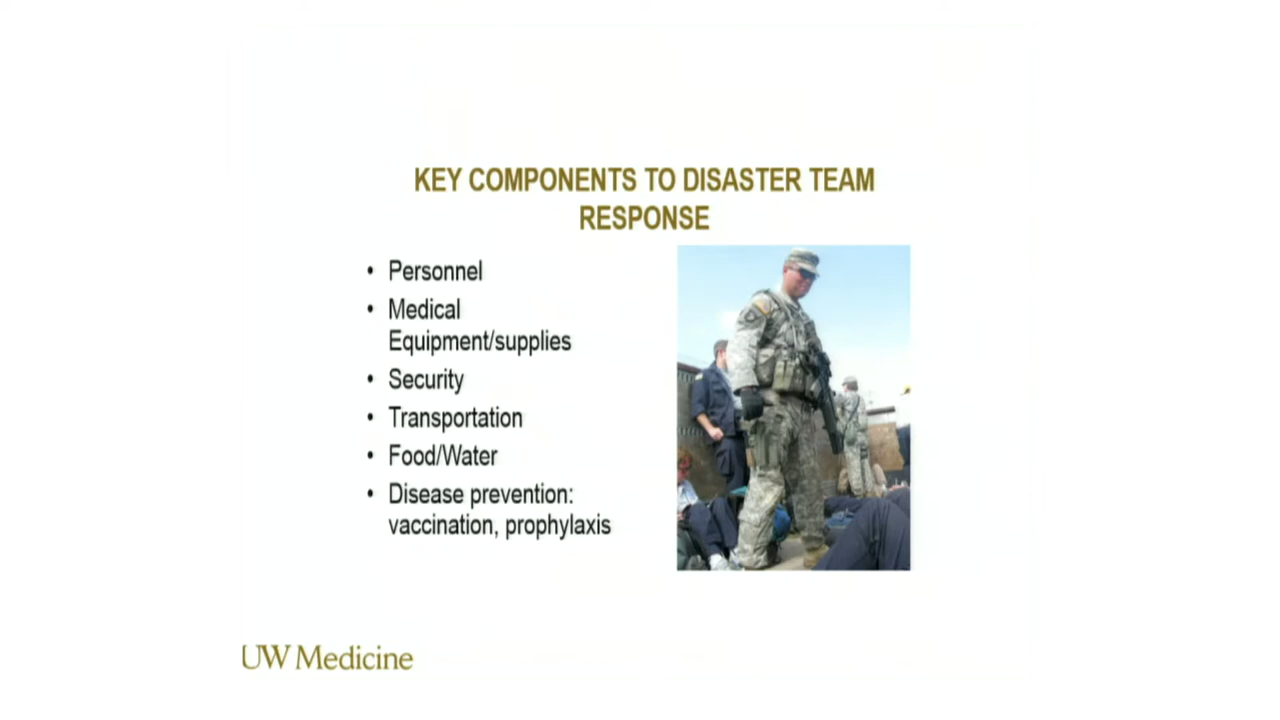 KEY COMPONENTS TO DISASTER TEAM
RESPONSE
• Personnel
• Medical
Equipment/supplies
• Security
• Transportation
• Food/Water
• Disease prevention:
vaccination, prophylaxis
UW Medicine